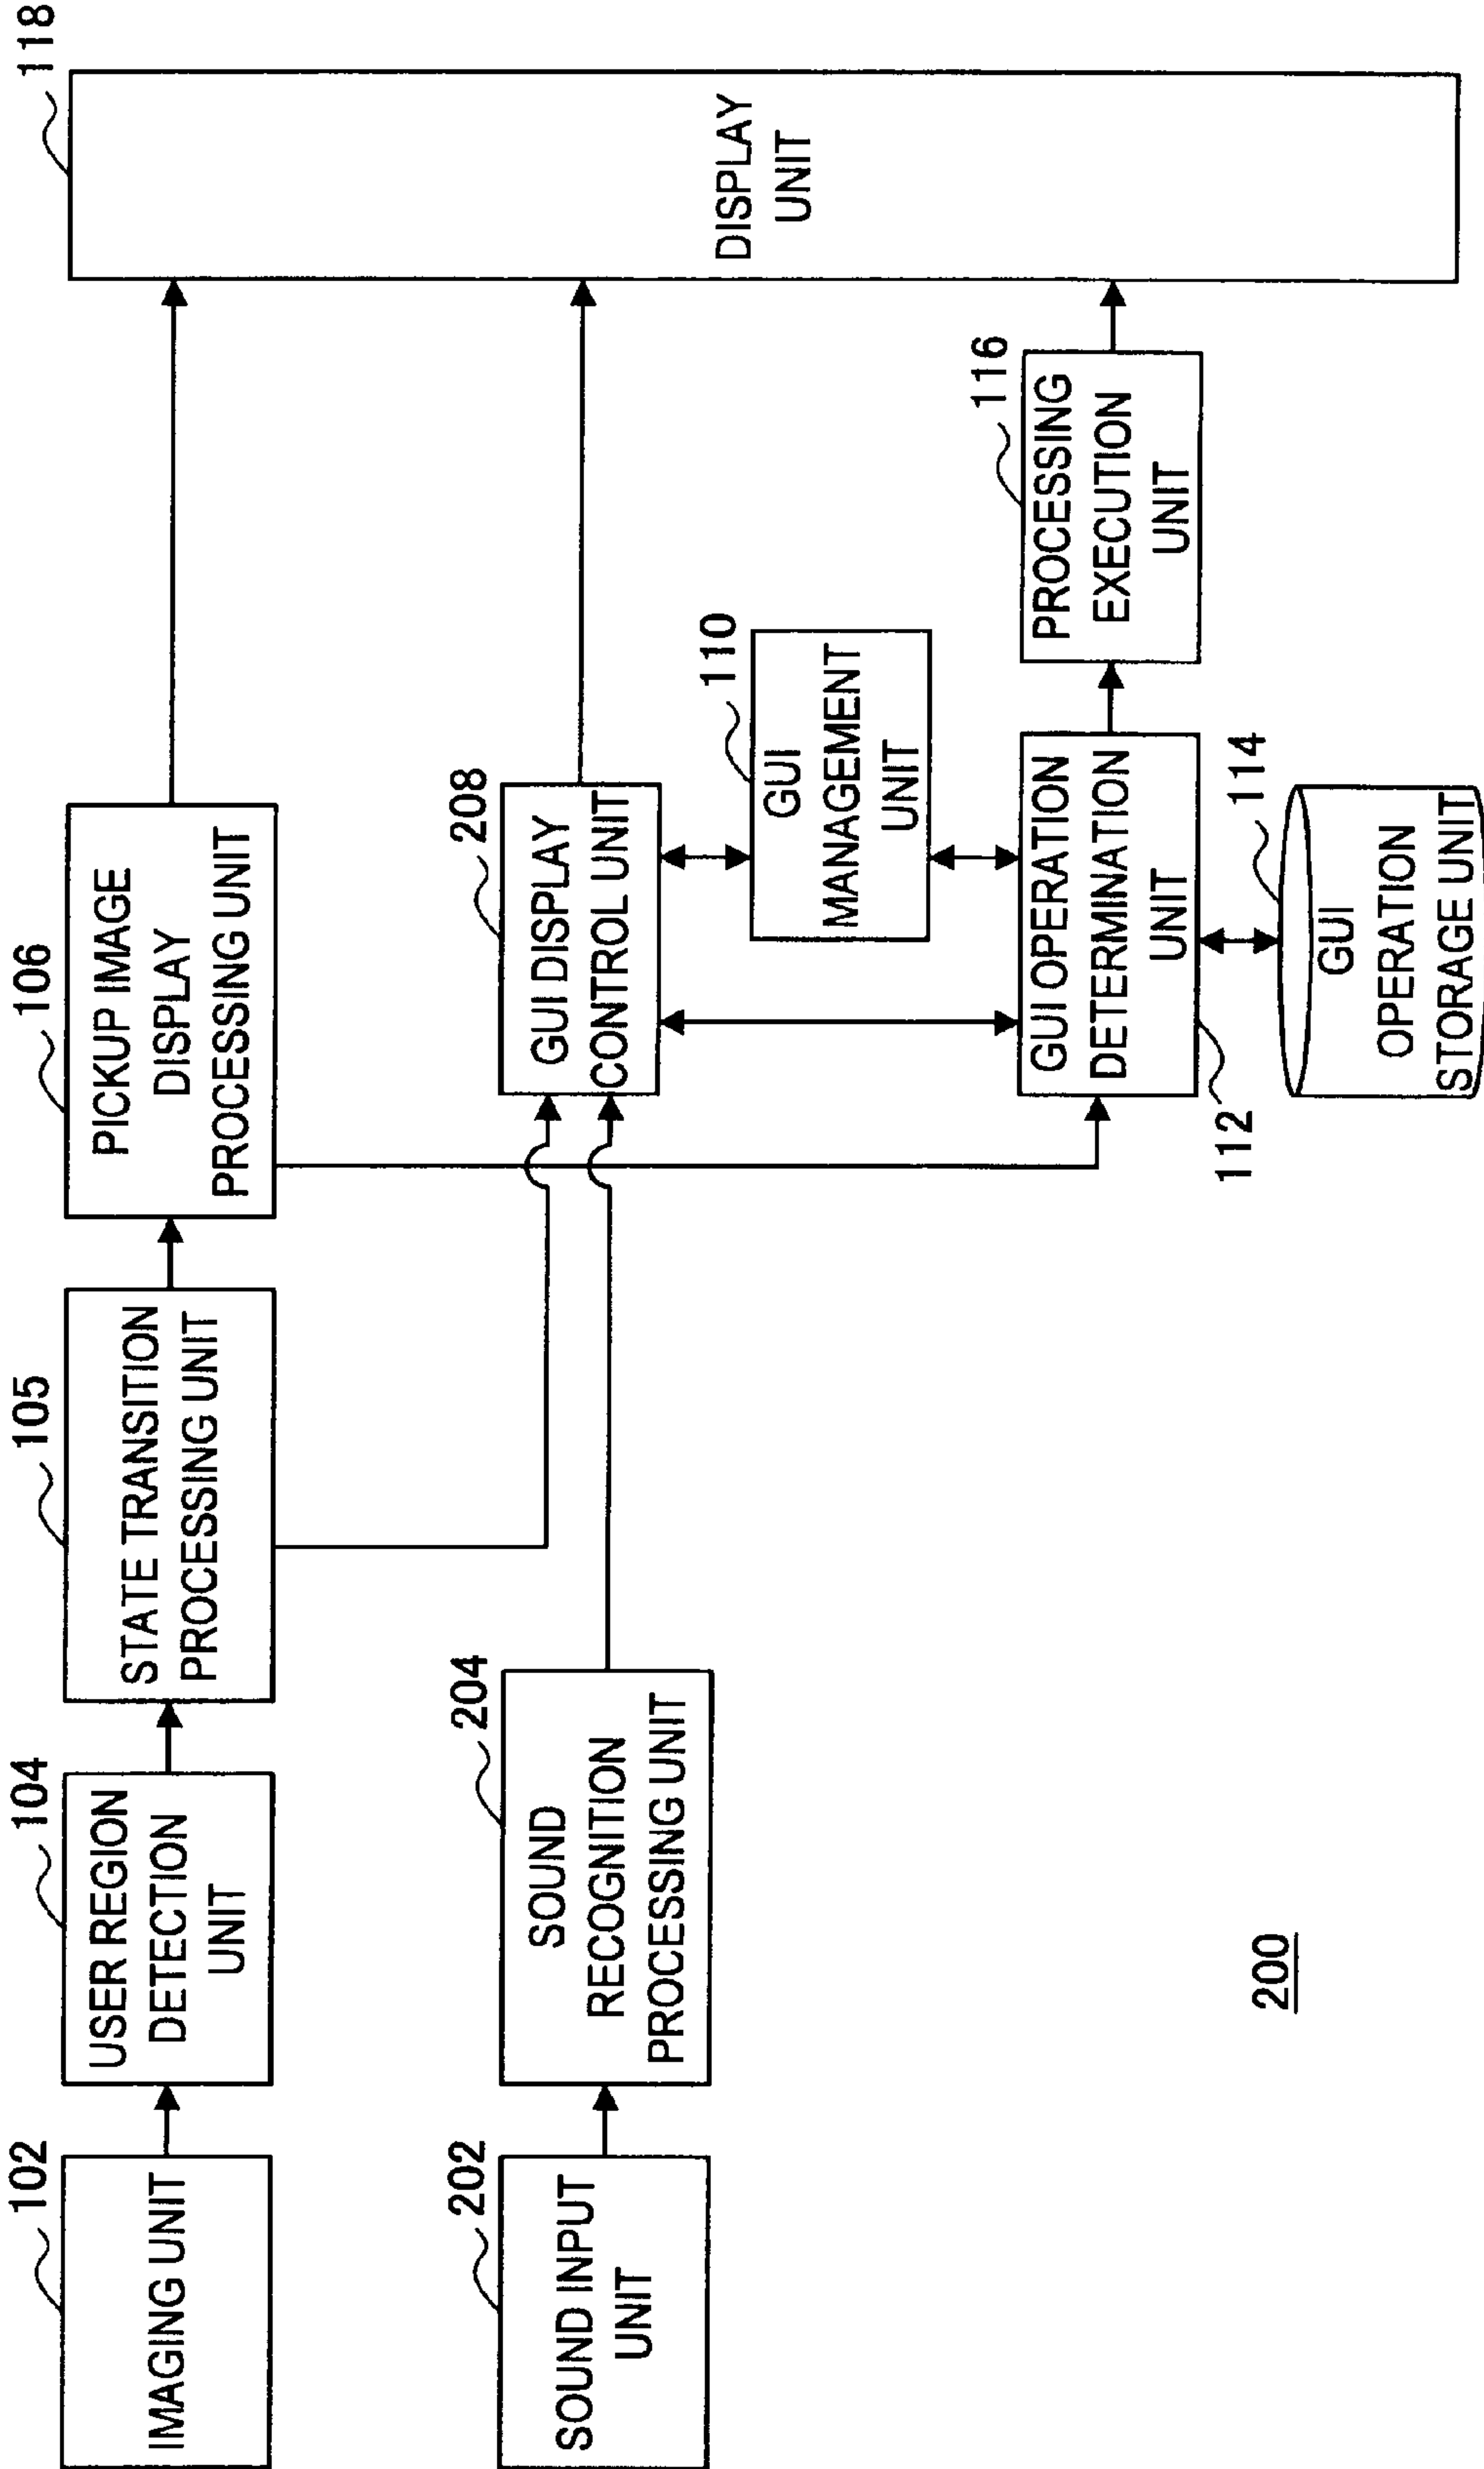 102
IMAGING UNIT
104
USER REGION
DETECTION
UNIT
105
STATE TRANSITION
PROCESSING UNIT
106
PICKUP IMAGE
DISPLAY
PROCESSING UNIT
118
DISPLAY
UNIT
202
SOUND INPUT
UNIT
204
SOUND
RECOGNITION
PROCESSING UNIT
208
GUI DISPLAY
CONTROL UNIT
110
GUI
MANAGEMENT
UNIT
112
GUI OPERATION
DETERMINATION
UNIT
116
PROCESSING
EXECUTION
UNIT
114
GUI
OPERATION
STORAGE UNIT
200